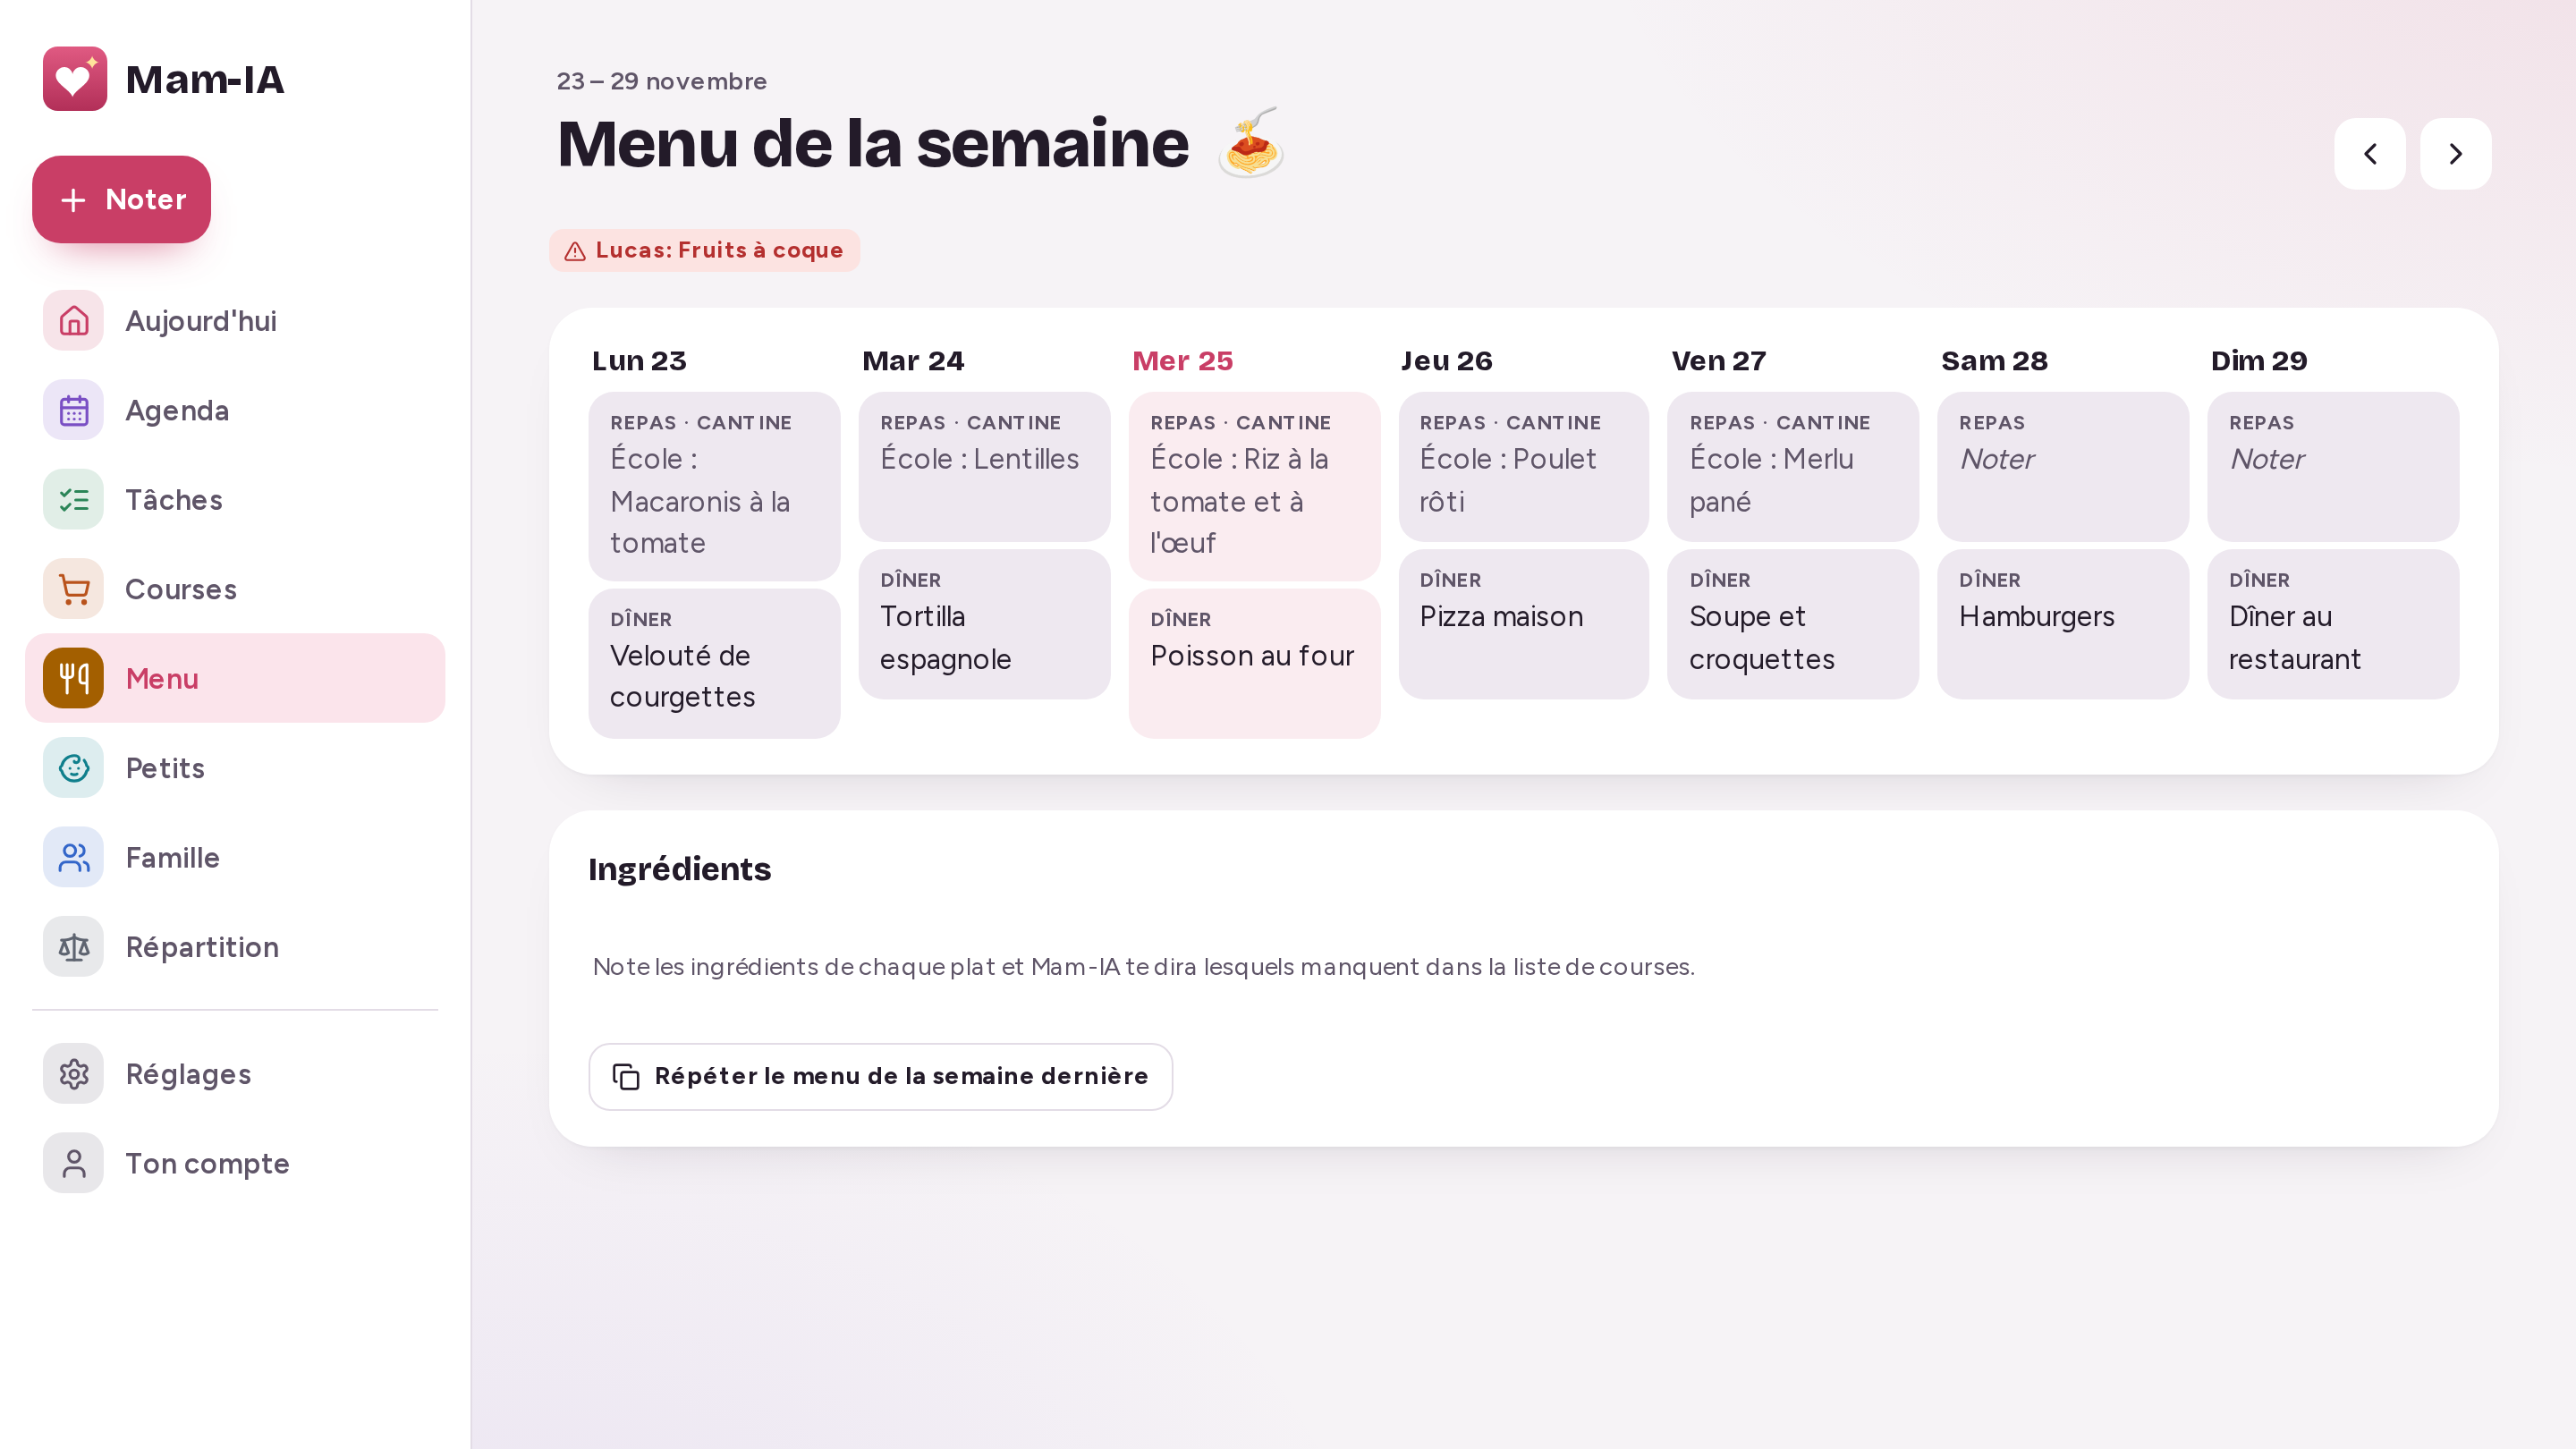 Mam-IA
Noter
Aujourd'hui
Agenda
Tâches
Courses
Menu
Petits
Famille
Répartition
Réglages
Ton compte
23 – 29 novembre
Menu de la semaine
Lucas: Fruits à coque
Lun 23
REPAS · CANTINE
École :
Macaronis à la
tomate
DÎNER
Velouté de
courgettes
Mar 24
REPAS · CANTINE
École : Lentilles
DÎNER
Tortilla
espagnole
Mer 25
REPAS · CANTINE
École : Riz à la
tomate et à
l'œuf
DÎNER
Poisson au four
Jeu 26
REPAS · CANTINE
École : Poulet
rôti
DÎNER
Pizza maison
Ven 27
REPAS · CANTINE
École : Merlu
pané
DÎNER
Soupe et
croquettes
Sam 28
REPAS
Noter
DÎNER
Hamburgers
Dim 29
REPAS
Noter
DÎNER
Dîner au
restaurant
Ingrédients
Note les ingrédients de chaque plat et Mam-IA te dira lesquels manquent dans la liste de courses.
Répéter le menu de la semaine dernière